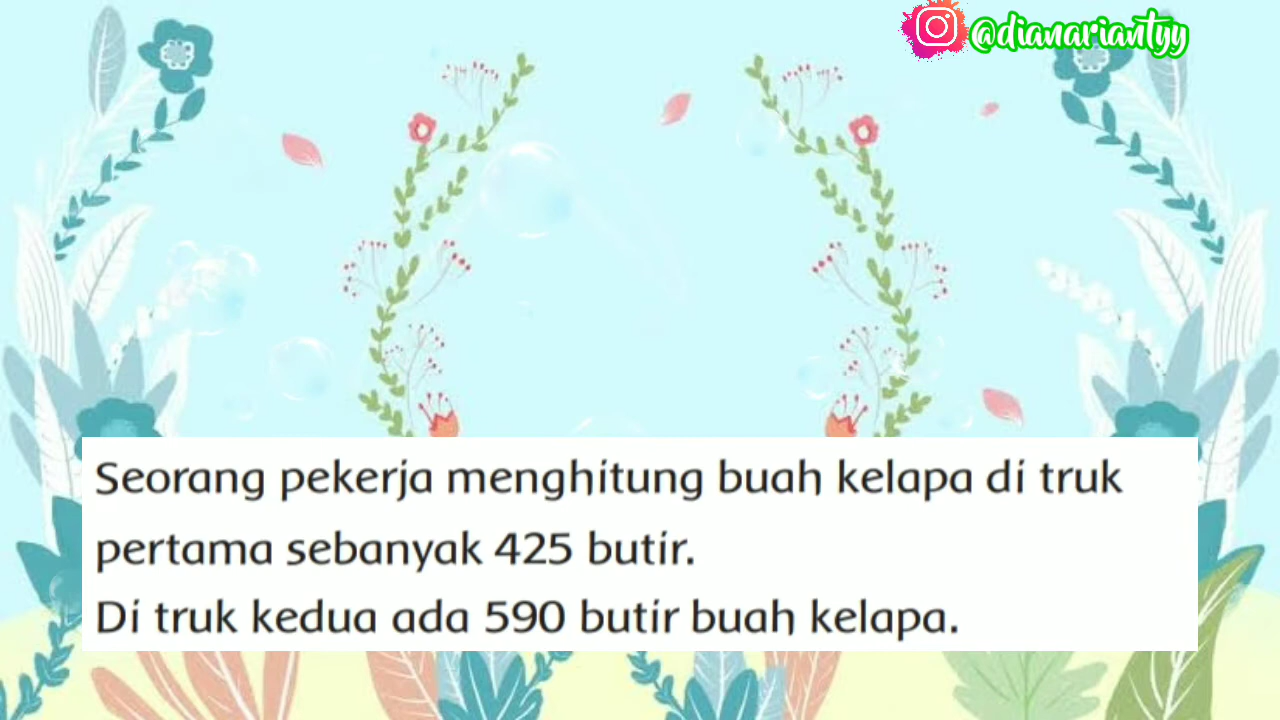 @dianariantyy
Seorang pekerja menghitung buah kelapa di truk
pertama sebanyak 425 butir.
Di truk kedua ada 590 butir buah kelapa.